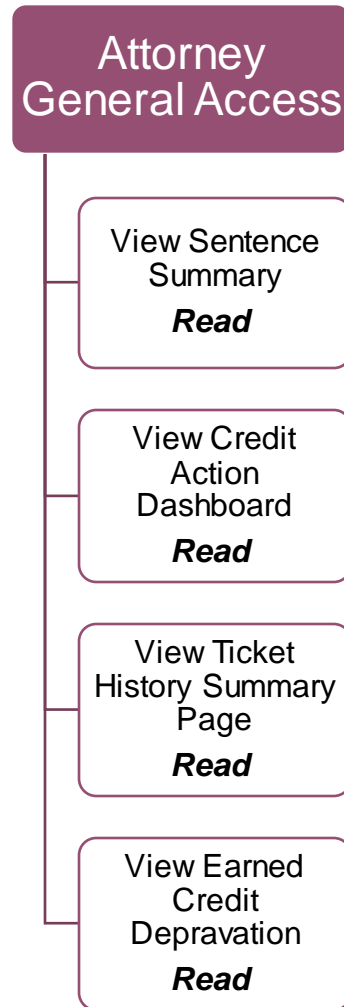 Attorney
General Access
View Sentence
Summary
Read
View Credit
Action
Dashboard
Read
View Ticket
History Summary
Page
Read
View Earned
Credit
Depravation
Read